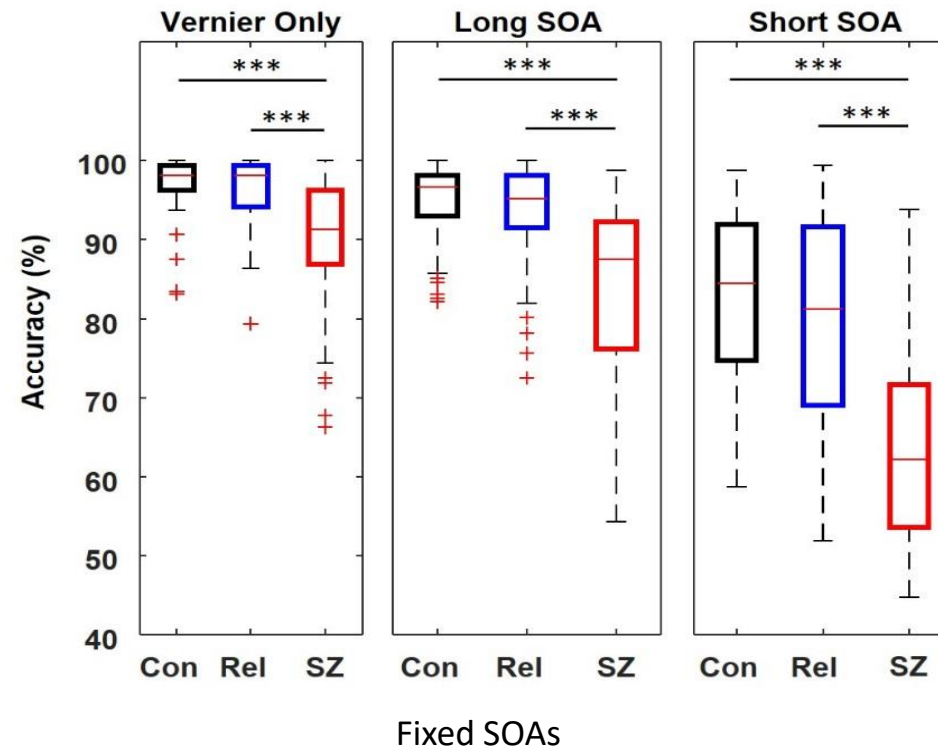 Vernier Only Long SOA Short SOA
*** *** ***
*** *** ***
100
90
80
70
60
50
40
Accuracy (%)
Con Rel SZ Con Rel SZ Con Rel SZ
Fixed SOAs